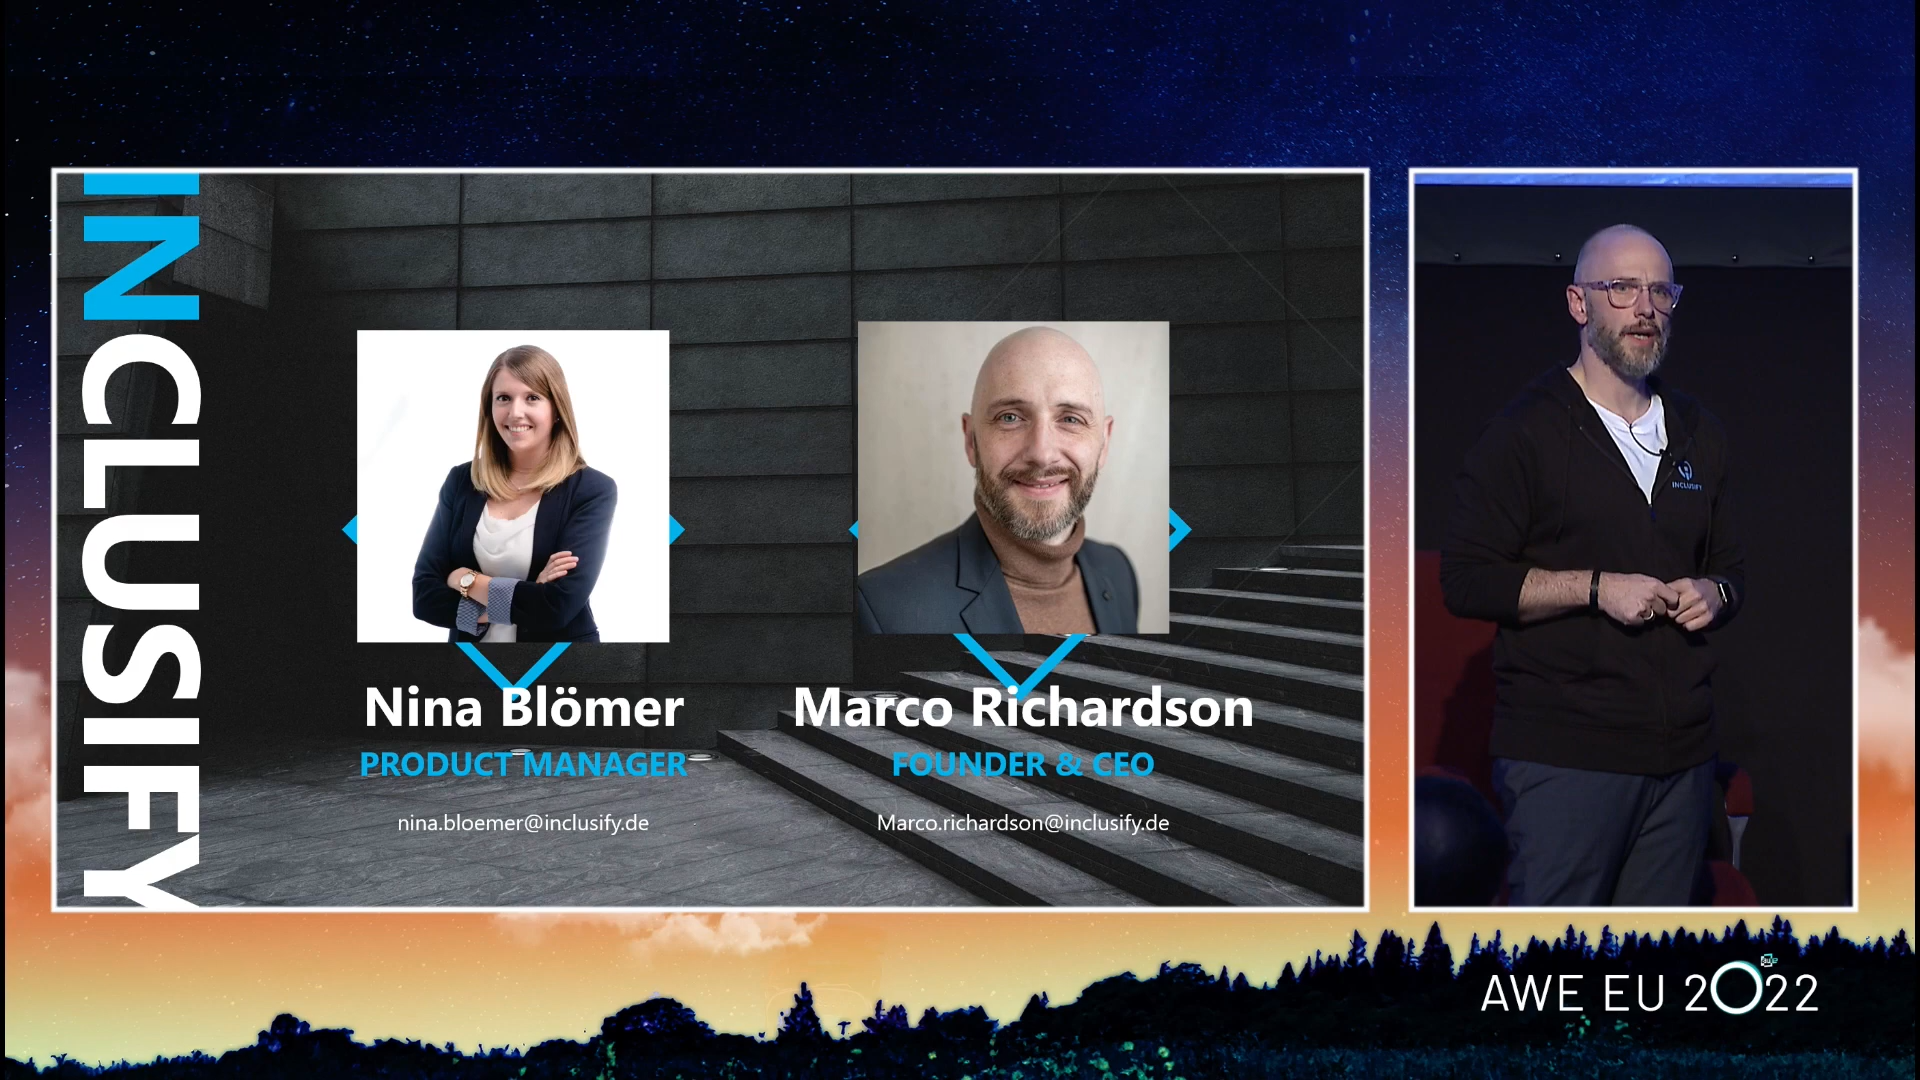 INCLUSIFY
Nina Blömer
PRODUCT MANAGER
nina.bloemer@inclusify.de
Marco Richardson
FOUNDER & CEO
Marco.richardson@inclusify.de
INCLUSIFY
AWE EU 2022